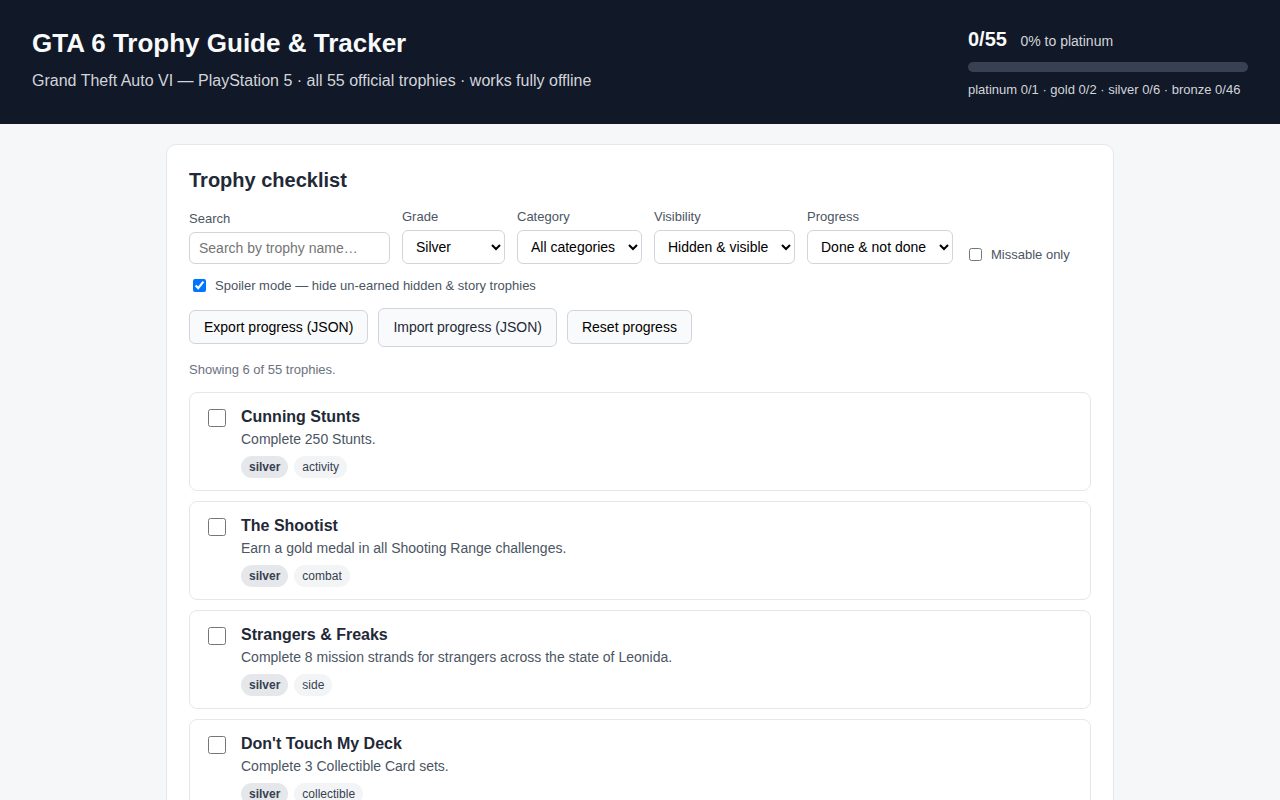 GTA 6 Trophy Guide & Tracker
Grand Theft Auto VI — PlayStation 5 · all 55 official trophies · works fully offline
0/55 0% to platinum
platinum 0/1 · gold 0/2 · silver 0/6 · bronze 0/46
Trophy checklist
Search Grade Category Visibility Progress
Search by trophy name… Silver All categories Hidden & visible Done & not done Missable only
Spoiler mode — hide un-earned hidden & story trophies
Export progress (JSON) Import progress (JSON) Reset progress
Showing 6 of 55 trophies.
Cunning Stunts
Complete 250 Stunts.
silver activity
The Shootist
Earn a gold medal in all Shooting Range challenges.
silver combat
Strangers & Freaks
Complete 8 mission strands for strangers across the state of Leonida.
silver side
Don't Touch My Deck
Complete 3 Collectible Card sets.
silver collectible